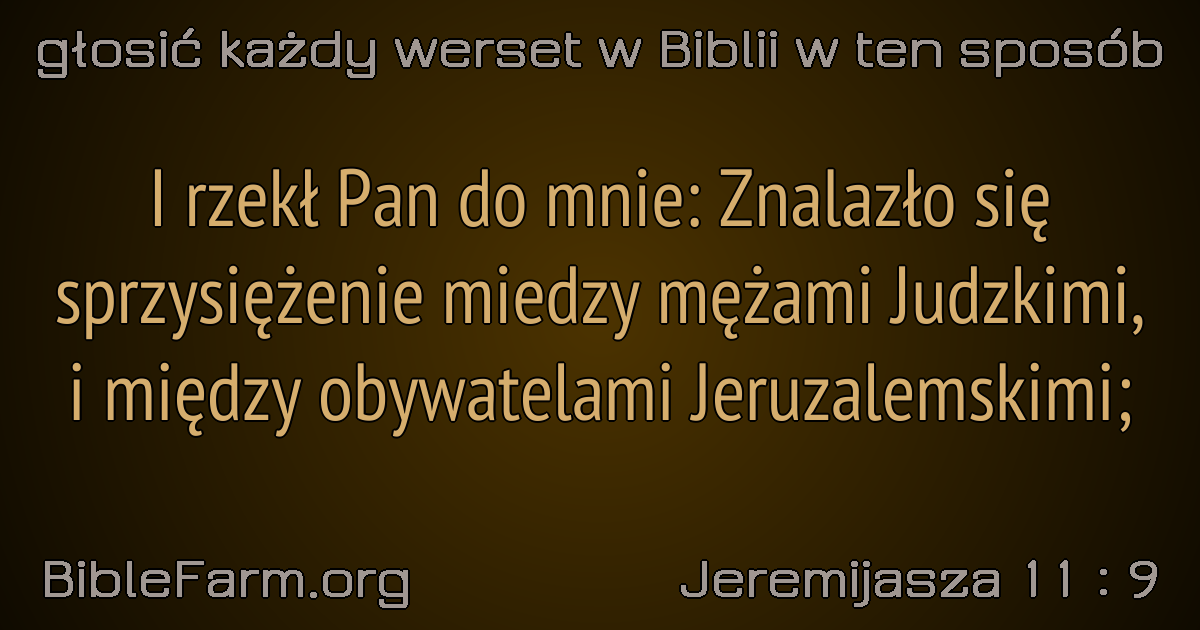 głosić każdy werset w Biblii w ten sposób
I rzekł Pan do mnie: Znalazło się
sprzysiężenie miedzy mężami Judzkimi,
i między obywatelami Jeruzalemskimi;
BibleFarm.org
Jeremijasza 11 : 9